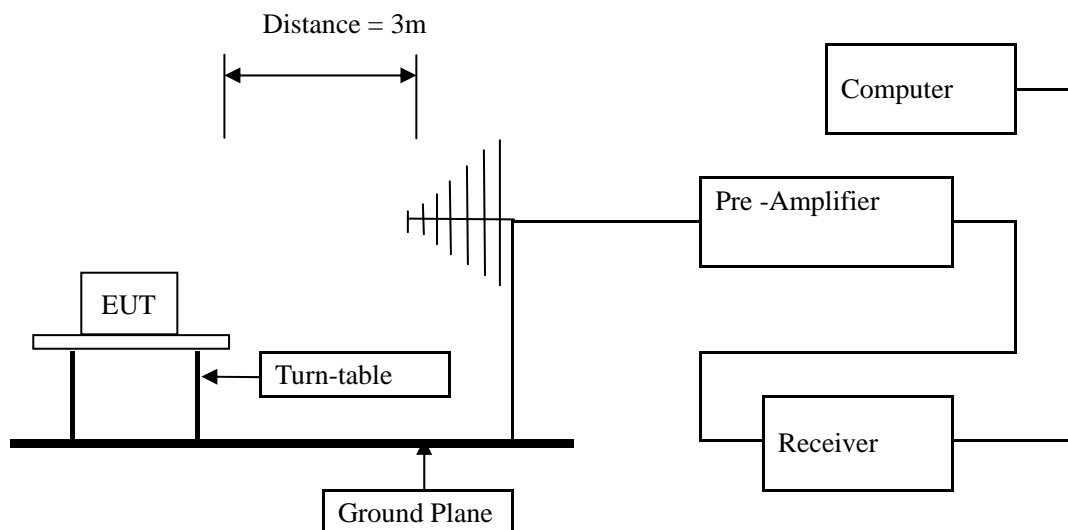 Distance = 3m
Computer
Pre -Amplifier
EUT
Turn-table
Receiver
Ground Plane